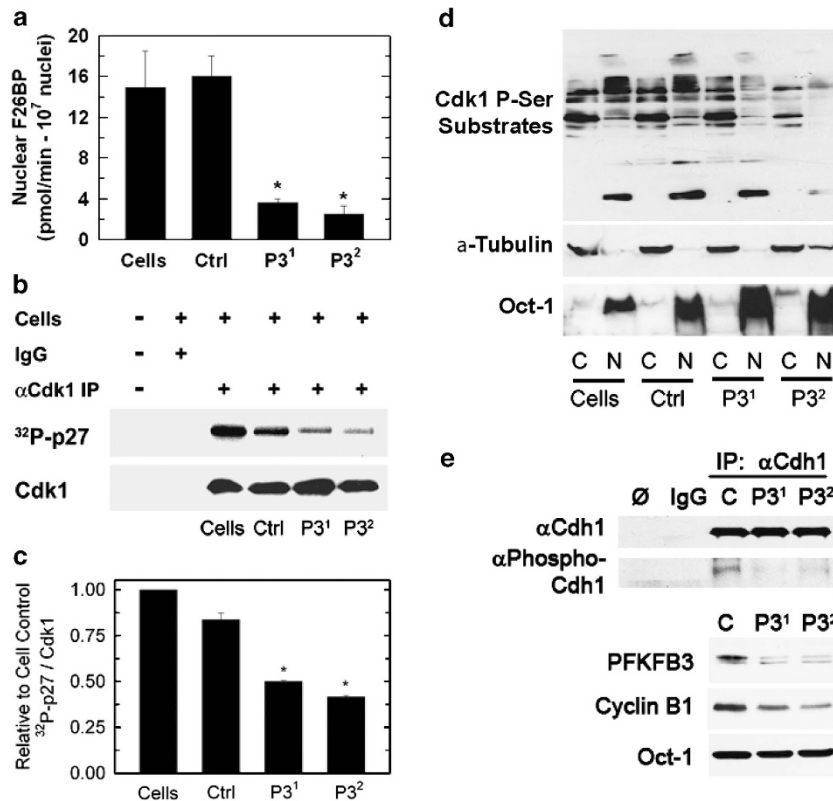 a
Nuclear F26BP
(pmol/min - 10⁷ nuclei)
20
16
12
8
4
0
* *
Cells Ctrl P3¹ P3²
b
Cells - + + + + +
IgG - +
αCdk1 IP - + + + +
³²P-p27
Cdk1
Cells Ctrl P3¹ P3²
c
Relative to Cell Control
³²P-p27 / Cdk1
1.00
0.75
0.50
0.25
0.00
* *
Cells Ctrl P3¹ P3²
d
Cdk1 P-Ser
Substrates
a-Tubulin
Oct-1
C N C N C N C N
Cells Ctrl P3¹ P3²
e
IP: αCdh1
Ø IgG C P3¹ P3²
αCdh1
αPhospho-
Cdh1
C P3¹ P3²
PFKFB3
Cyclin B1
Oct-1